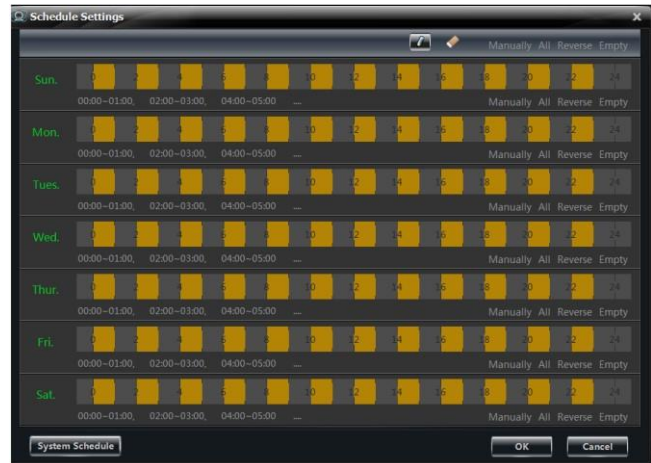 Schedule Settings
Manually All Reverse Empty
Sun. 0 2 4 6 8 10 12 14 16 18 20 22 24
00:00~01:00, 02:00~03:00, 04:00~05:00 ... Manually All Reverse Empty
Mon. 0 2 4 6 8 10 12 14 16 18 20 22 24
00:00~01:00, 02:00~03:00, 04:00~05:00 ... Manually All Reverse Empty
Tues. 0 2 4 6 8 10 12 14 16 18 20 22 24
00:00~01:00, 02:00~03:00, 04:00~05:00 ... Manually All Reverse Empty
Wed. 0 2 4 6 8 10 12 14 16 18 20 22 24
00:00~01:00, 02:00~03:00, 04:00~05:00 ... Manually All Reverse Empty
Thur. 0 2 4 6 8 10 12 14 16 18 20 22 24
00:00~01:00, 02:00~03:00, 04:00~05:00 ... Manually All Reverse Empty
Fri. 0 2 4 6 8 10 12 14 16 18 20 22 24
00:00~01:00, 02:00~03:00, 04:00~05:00 ... Manually All Reverse Empty
Sat. 0 2 4 6 8 10 12 14 16 18 20 22 24
00:00~01:00, 02:00~03:00, 04:00~05:00 ... Manually All Reverse Empty
System Schedule OK Cancel